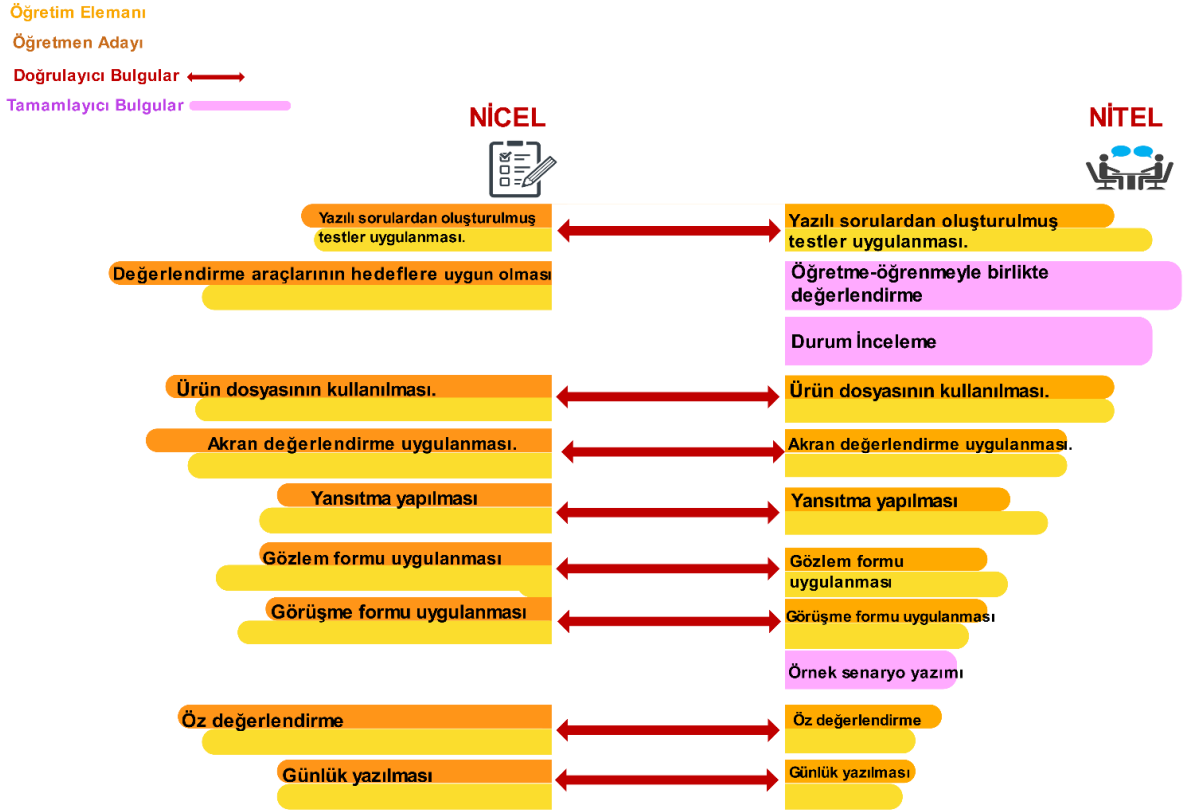 Öğretim Elemanı
Öğretmen Adayı
Doğrulayıcı Bulgular
Tamamlayıcı Bulgular
NİCEL
NİTEL
Yazılı sorulardan oluşturulmuş
testler uygulanması.
Yazılı sorulardan oluşturulmuş
testler uygulanması.
Değerlendirme araçlarının hedeflere uygun olması
Öğretme-öğrenmeyle birlikte
değerlendirme
Durum İnceleme
Ürün dosyasının kullanılması.
Ürün dosyasının kullanılması.
Akran değerlendirme uygulanması.
Akran değerlendirme uygulanması.
Yansıtma yapılması
Yansıtma yapılması
Gözlem formu uygulanması
Gözlem formu
uygulanması
Görüşme formu uygulanması
Görüşme formu uygulanması
Örnek senaryo yazımı
Öz değerlendirme
Öz değerlendirme
Günlük yazılması
Günlük yazılması